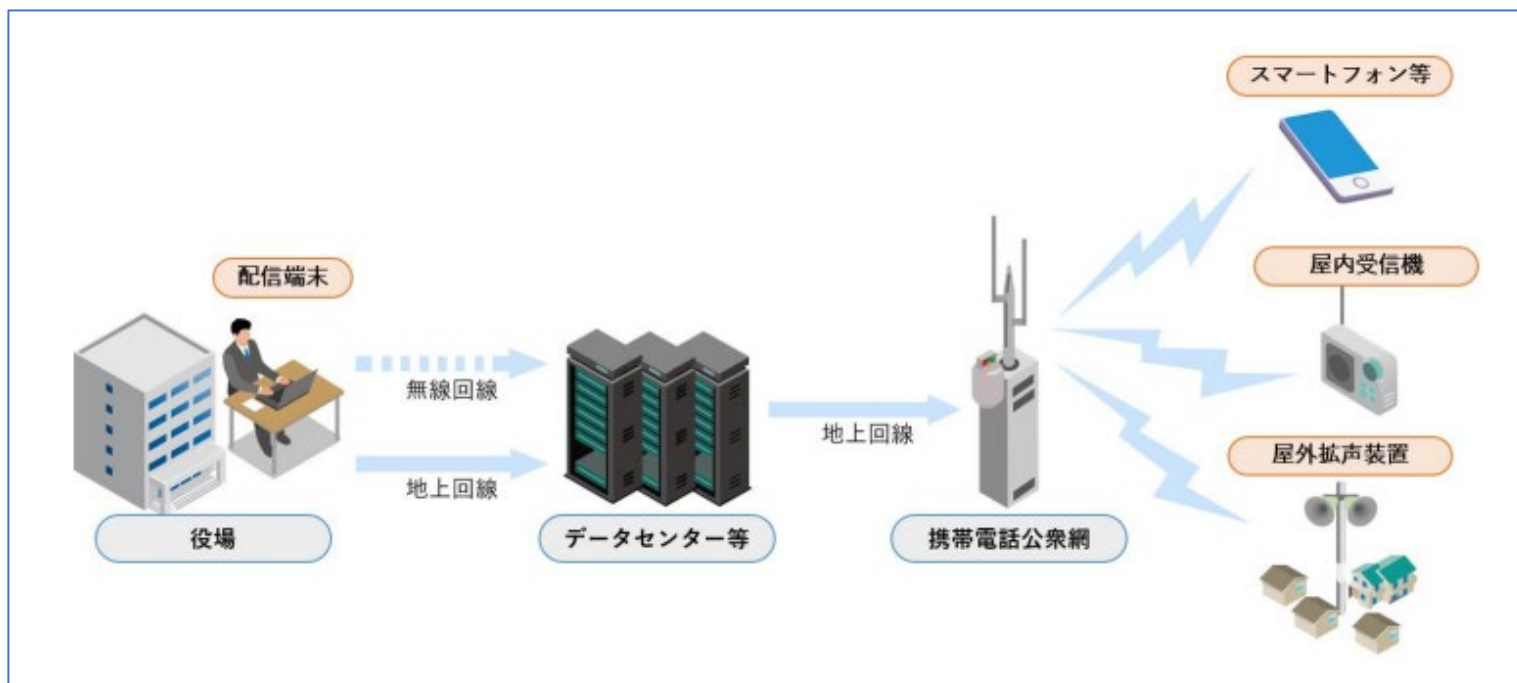 スマートフォン等
配信端末
屋内受信機
無線回線
地上回線
地上回線
屋外拡声装置
役場
データセンター等
携帯電話公衆網